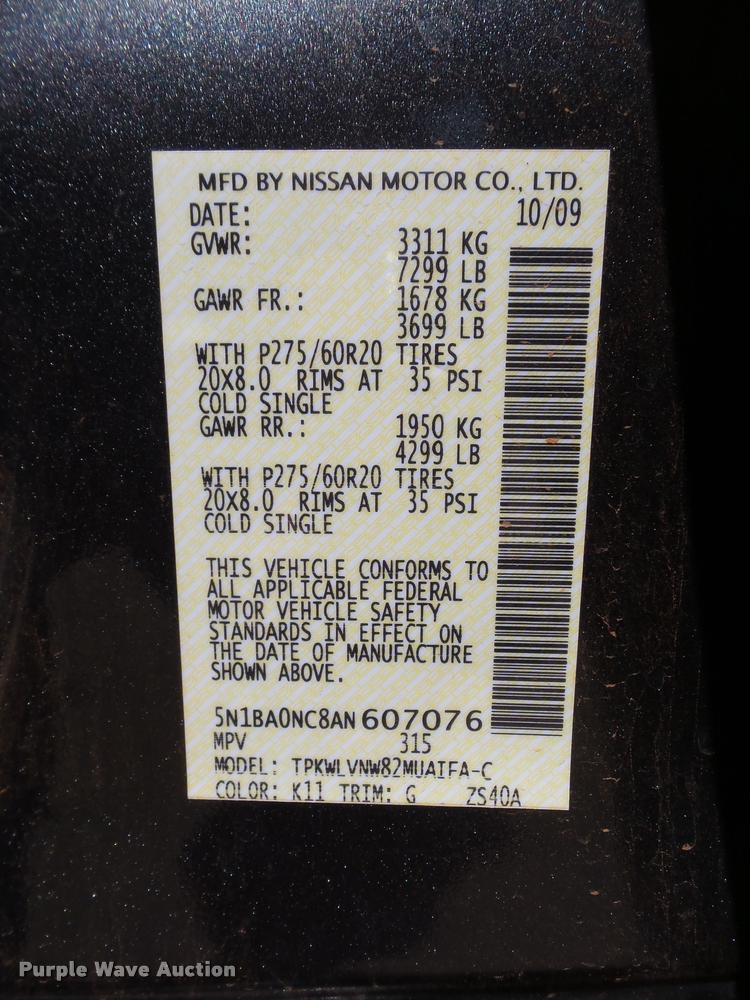 MFD BY NISSAN MOTOR CO., LTD.
DATE: 10/09
GVWR: 3311 KG
7299 LB
GAWR FR.: 1678 KG
3699 LB
WITH P275/60R20 TIRES
20X8.0 RIMS AT 35 PSI
COLD SINGLE
GAWR RR.: 1950 KG
4299 LB
WITH P275/60R20 TIRES
20X8.0 RIMS AT 35 PSI
COLD SINGLE
THIS VEHICLE CONFORMS TO
ALL APPLICABLE FEDERAL
MOTOR VEHICLE SAFETY
STANDARDS IN EFFECT ON
THE DATE OF MANUFACTURE
SHOWN ABOVE.
5N1BA0NC8AN607076
MPV 315
MODEL: TPKWLVNW82MUAIFA-C
COLOR: K11 TRIM: G ZS40A
Purple Wave Auction